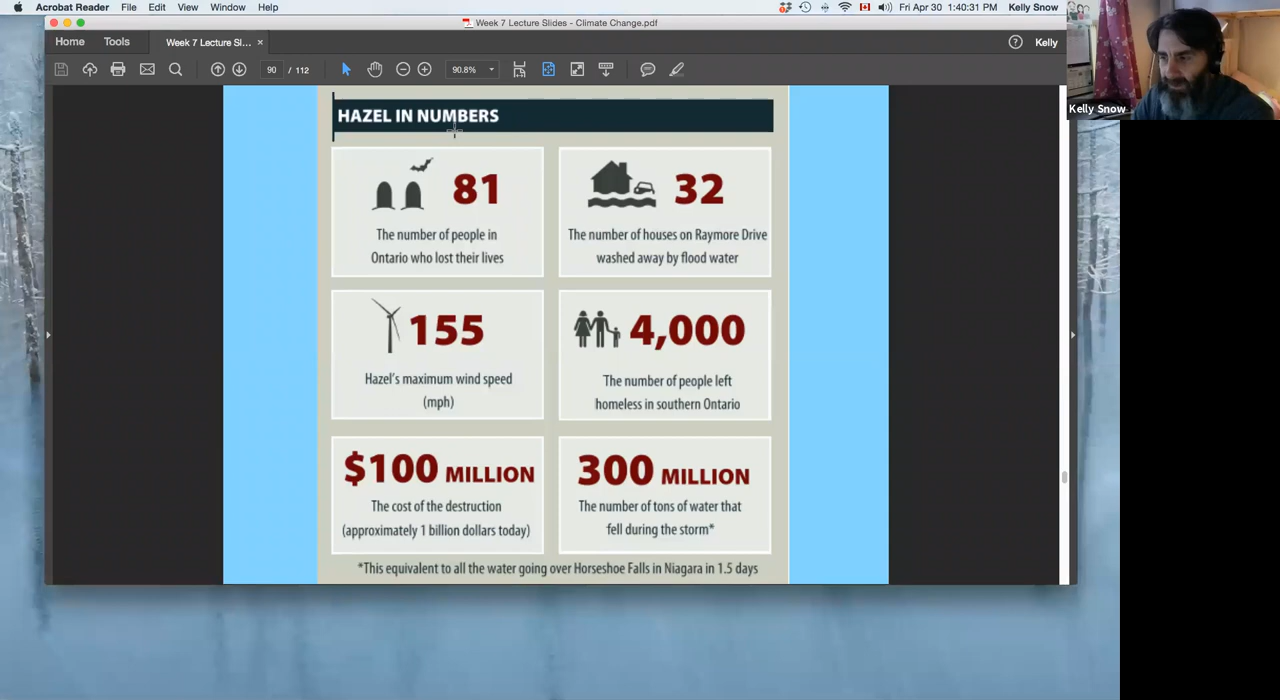 Acrobat Reader File Edit View Window Help Fri Apr 30 1:40:31 PM Kelly Snow
Week 7 Lecture Slides - Climate Change.pdf
Home Tools Week 7 Lecture Sl... × ? Kelly
90 / 112 90.8%
Kelly Snow
HAZEL IN NUMBERS
81
The number of people in
Ontario who lost their lives
32
The number of houses on Raymore Drive
washed away by flood water
155
Hazel's maximum wind speed
(mph)
4,000
The number of people left
homeless in southern Ontario
$100 MILLION
The cost of the destruction
(approximately 1 billion dollars today)
300 MILLION
The number of tons of water that
fell during the storm*
*This equivalent to all the water going over Horseshoe Falls in Niagara in 1.5 days